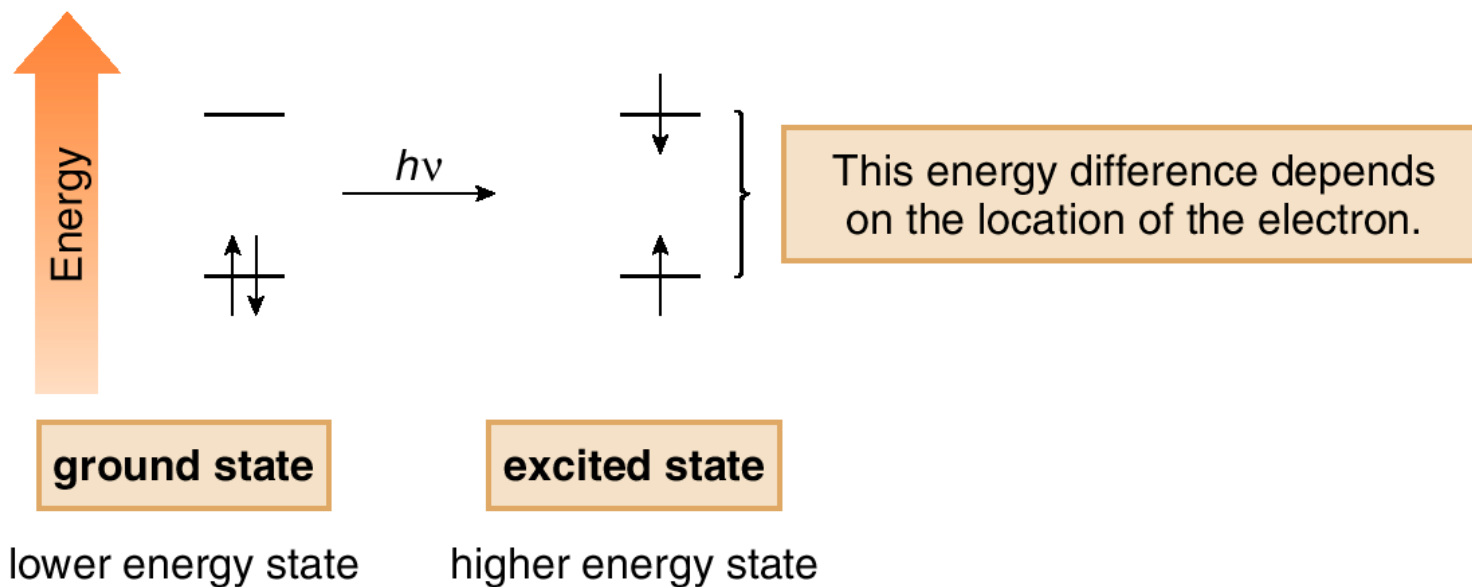 Energy
hν
This energy difference depends
on the location of the electron.
ground state
excited state
lower energy state
higher energy state